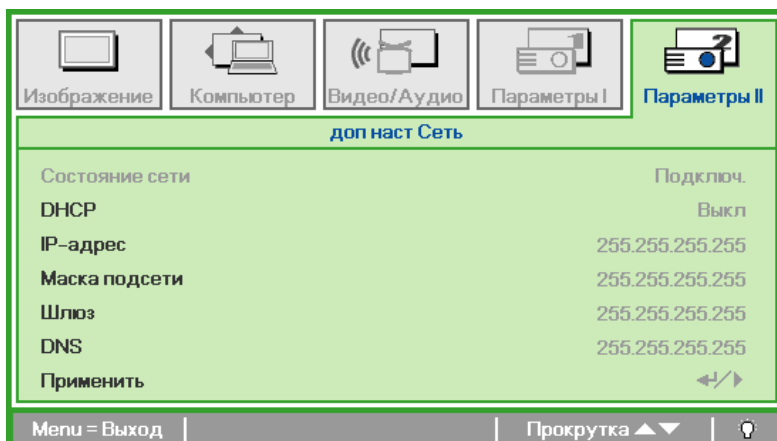 Изображение Компьютер Видео/Аудио Параметры I Параметры II
доп наст Сеть
Состояние сети Подключ.
DHCP Выкл
IP-адрес 255.255.255.255
Маска подсети 255.255.255.255
Шлюз 255.255.255.255
DNS 255.255.255.255
Применить
Menu = Выход Прокрутка